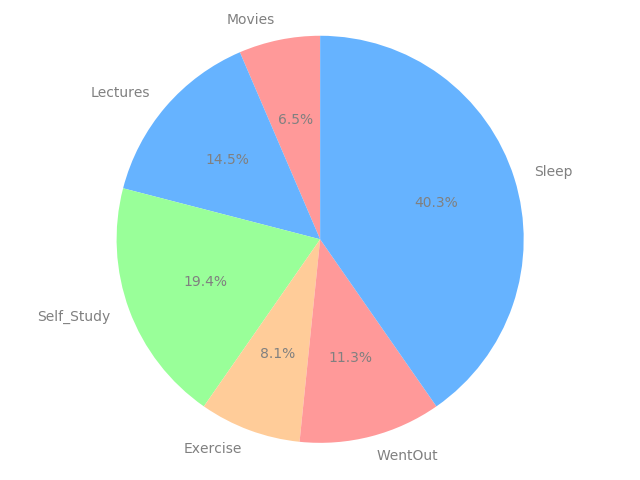 Movies
Lectures
6.5%
14.5%
Sleep
40.3%
19.4%
Self_Study
8.1%
11.3%
Exercise
WentOut